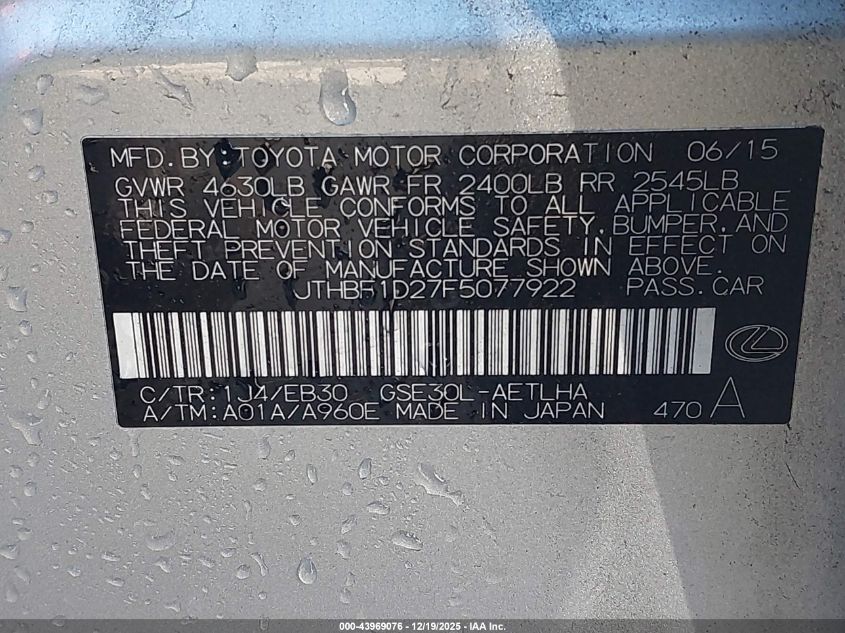 MFD.BY:TOYOTA MOTOR CORPORATION 06/15
GVWR 4630LB GAWR FR 2400LB RR 2545LB
THIS VEHICLE CONFORMS TO ALL APPLICABLE
FEDERAL MOTOR VEHICLE SAFETY,BUMPER,AND
THEFT PREVENTION STANDARDS IN EFFECT ON
THE DATE OF MANUFACTURE SHOWN ABOVE.
JTHBF1D27F5077922 PASS.CAR
C/TR:1J4/EB30 GSE30L-AETLHA
A/TM:A01A/A960E MADE IN JAPAN 470 A
000-43969076 - 12/19/2025 - IAA Inc.